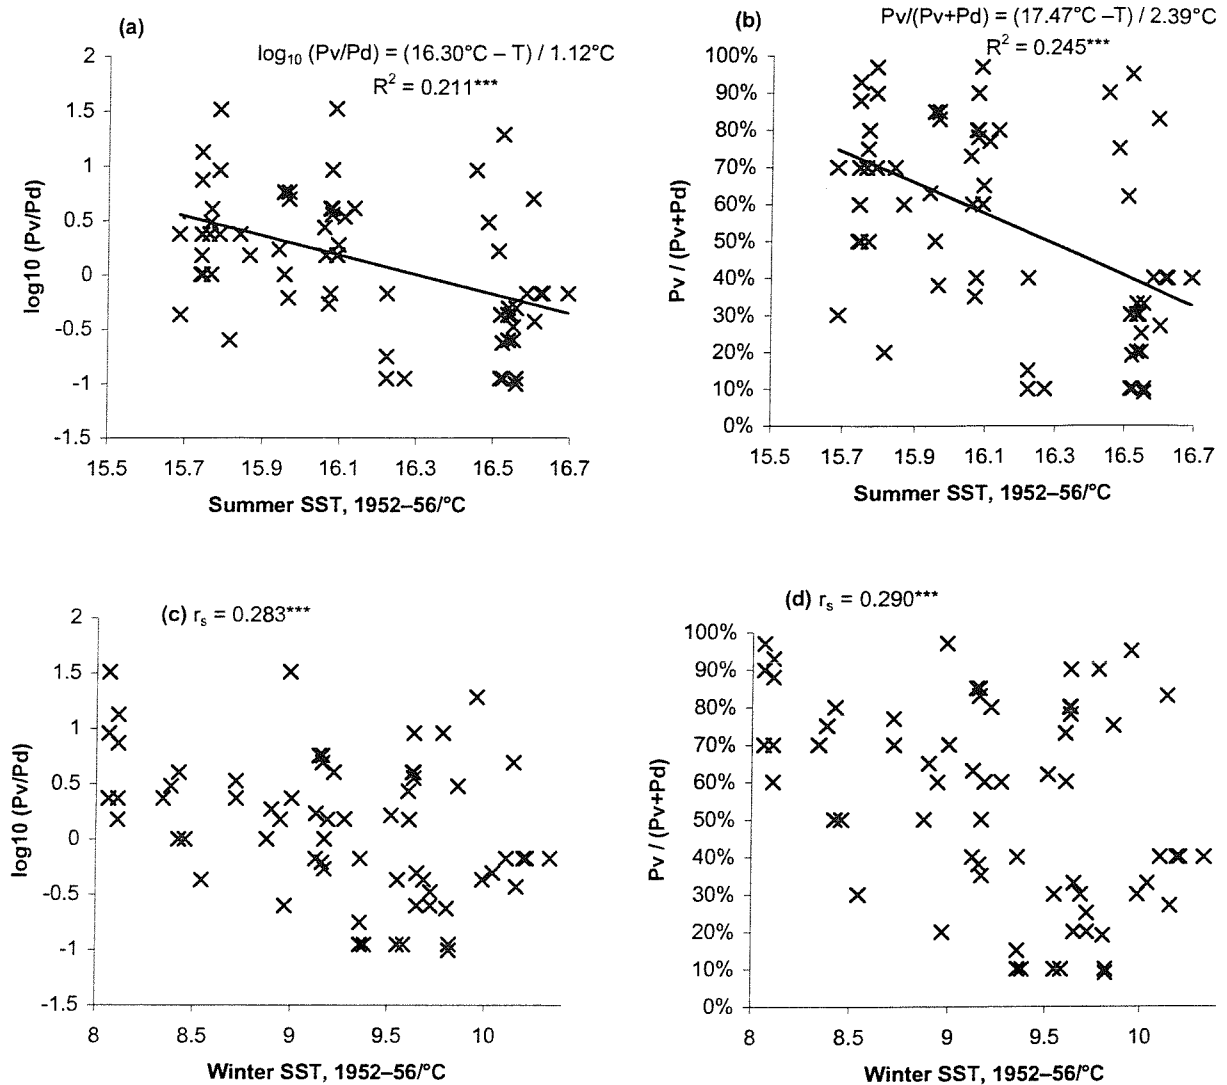 (a)
log10 (Pv/Pd) = (16.30°C – T) / 1.12°C
R2 = 0.211***
2
1.5
1
0.5
0
-0.5
-1
-1.5
log10 (Pv/Pd)
15.5 15.7 15.9 16.1 16.3 16.5 16.7
Summer SST, 1952–56/°C
(b)
Pv/(Pv+Pd) = (17.47°C –T) / 2.39°C
R2 = 0.245***
100%
90%
80%
70%
60%
50%
40%
30%
20%
10%
0%
Pv / (Pv+Pd)
15.5 15.7 15.9 16.1 16.3 16.5 16.7
Summer SST, 1952–56/°C
(c) rs = 0.283***
2
1.5
1
0.5
0
-0.5
-1
-1.5
log10 (Pv/Pd)
8 8.5 9 9.5 10
Winter SST, 1952–56/°C
(d) rs = 0.290***
100%
90%
80%
70%
60%
50%
40%
30%
20%
10%
0%
Pv / (Pv+Pd)
8 8.5 9 9.5 10
Winter SST, 1952–56/°C